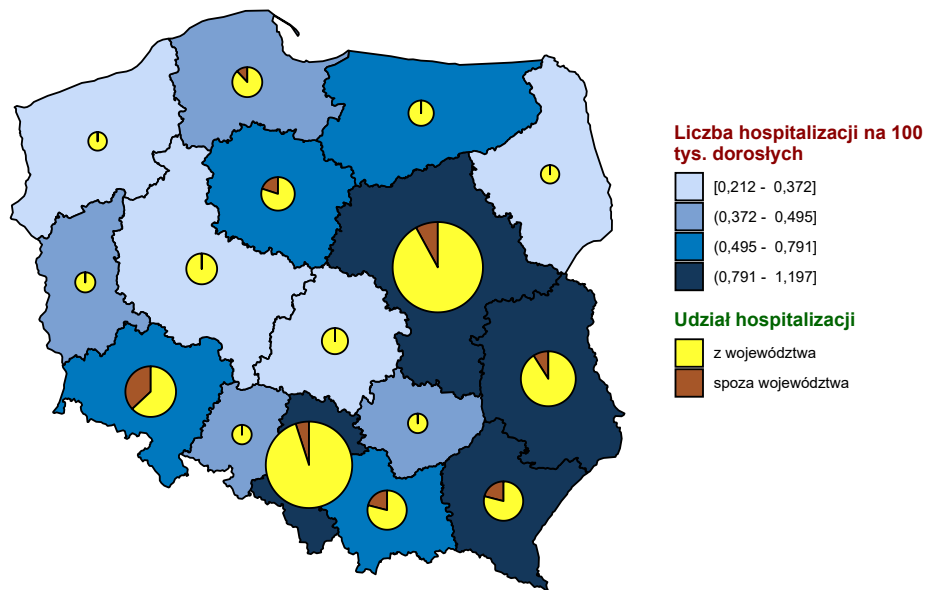 Liczba hospitalizacji na 100
tys. dorosłych
[0,212 - 0,372]
(0,372 - 0,495]
(0,495 - 0,791]
(0,791 - 1,197]
Udział hospitalizacji
z województwa
spoza województwa